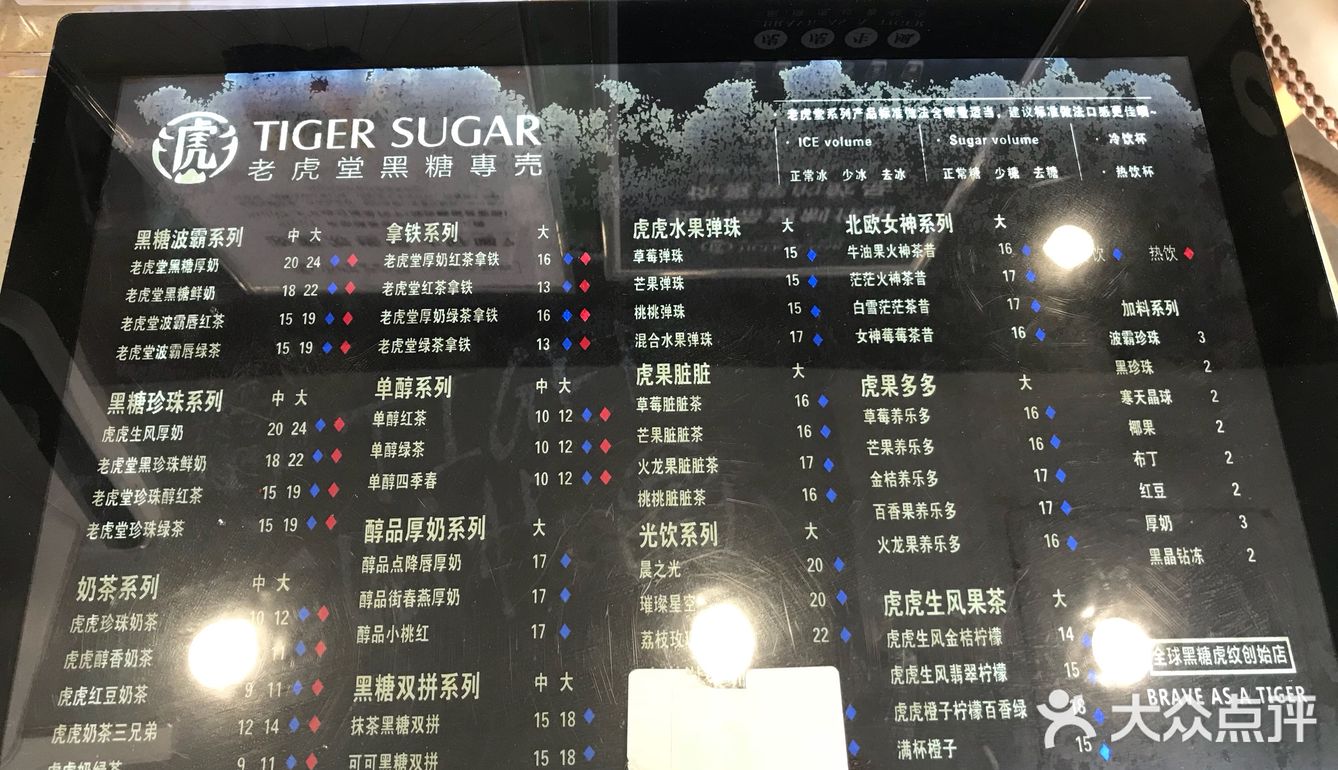 TIGER SUGAR
老虎堂黑糖專売
老虎堂系列产品标准做法含糖量适当，建议标准做法口感更佳哦~
· ICE volume
正常冰 少冰 去冰
· Sugar volume
正常糖 少糖 去糖
· 冷饮杯
· 热饮杯
饮
热饮
黑糖波霸系列 中 大
老虎堂黑糖厚奶 20 24
老虎堂黑糖鲜奶 18 22
老虎堂波霸唇红茶 15 19
老虎堂波霸唇绿茶 15 19
黑糖珍珠系列 中 大
虎虎生风厚奶 20 24
老虎堂黑珍珠鲜奶 18 22
老虎堂珍珠醇红茶 15 19
老虎堂珍珠绿茶 15 19
奶茶系列 中 大
虎虎珍珠奶茶 10 12
虎虎醇香奶茶 11
虎虎红豆奶茶 9 11
虎虎奶茶三兄弟 12 14
虎虎奶绿茶 9 11
拿铁系列 大
老虎堂厚奶红茶拿铁 16
老虎堂红茶拿铁 13
老虎堂厚奶绿茶拿铁 16
老虎堂绿茶拿铁 13
单醇系列 中 大
单醇红茶 10 12
单醇绿茶 10 12
单醇四季春 10 12
醇品厚奶系列 大
醇品点降唇厚奶 17
醇品街春燕厚奶 17
醇品小桃红 17
黑糖双拼系列 中 大
抹茶黑糖双拼 15 18
可可黑糖双拼 15 18
虎虎水果弹珠 大
草莓弹珠 15
芒果弹珠 15
桃桃弹珠 15
混合水果弹珠 17
虎果脏脏 大
草莓脏脏茶 16
芒果脏脏茶 16
火龙果脏脏茶 17
桃桃脏脏茶 16
光饮系列 大
晨之光 20
璀璨星空 20
荔枝玫 22
北欧女神系列 大
牛油果火神茶昔 16
茫茫火神茶昔 17
白雪茫茫茶昔 17
女神莓莓茶昔 16
虎果多多 大
草莓养乐多 16
芒果养乐多 16
金桔养乐多 17
百香果养乐多 17
火龙果养乐多 16
虎虎生风果茶 大
虎虎生风金桔柠檬 14
虎虎生风翡翠柠檬 15
虎虎橙子柠檬百香绿 18
满杯橙子 15
加料系列
波霸珍珠 3
黑珍珠 2
寒天晶球 2
椰果 2
布丁 2
红豆 2
厚奶 3
黑晶钻冻 2
全球黑糖虎纹创始店
BRAVE AS A TIGER
大众点评